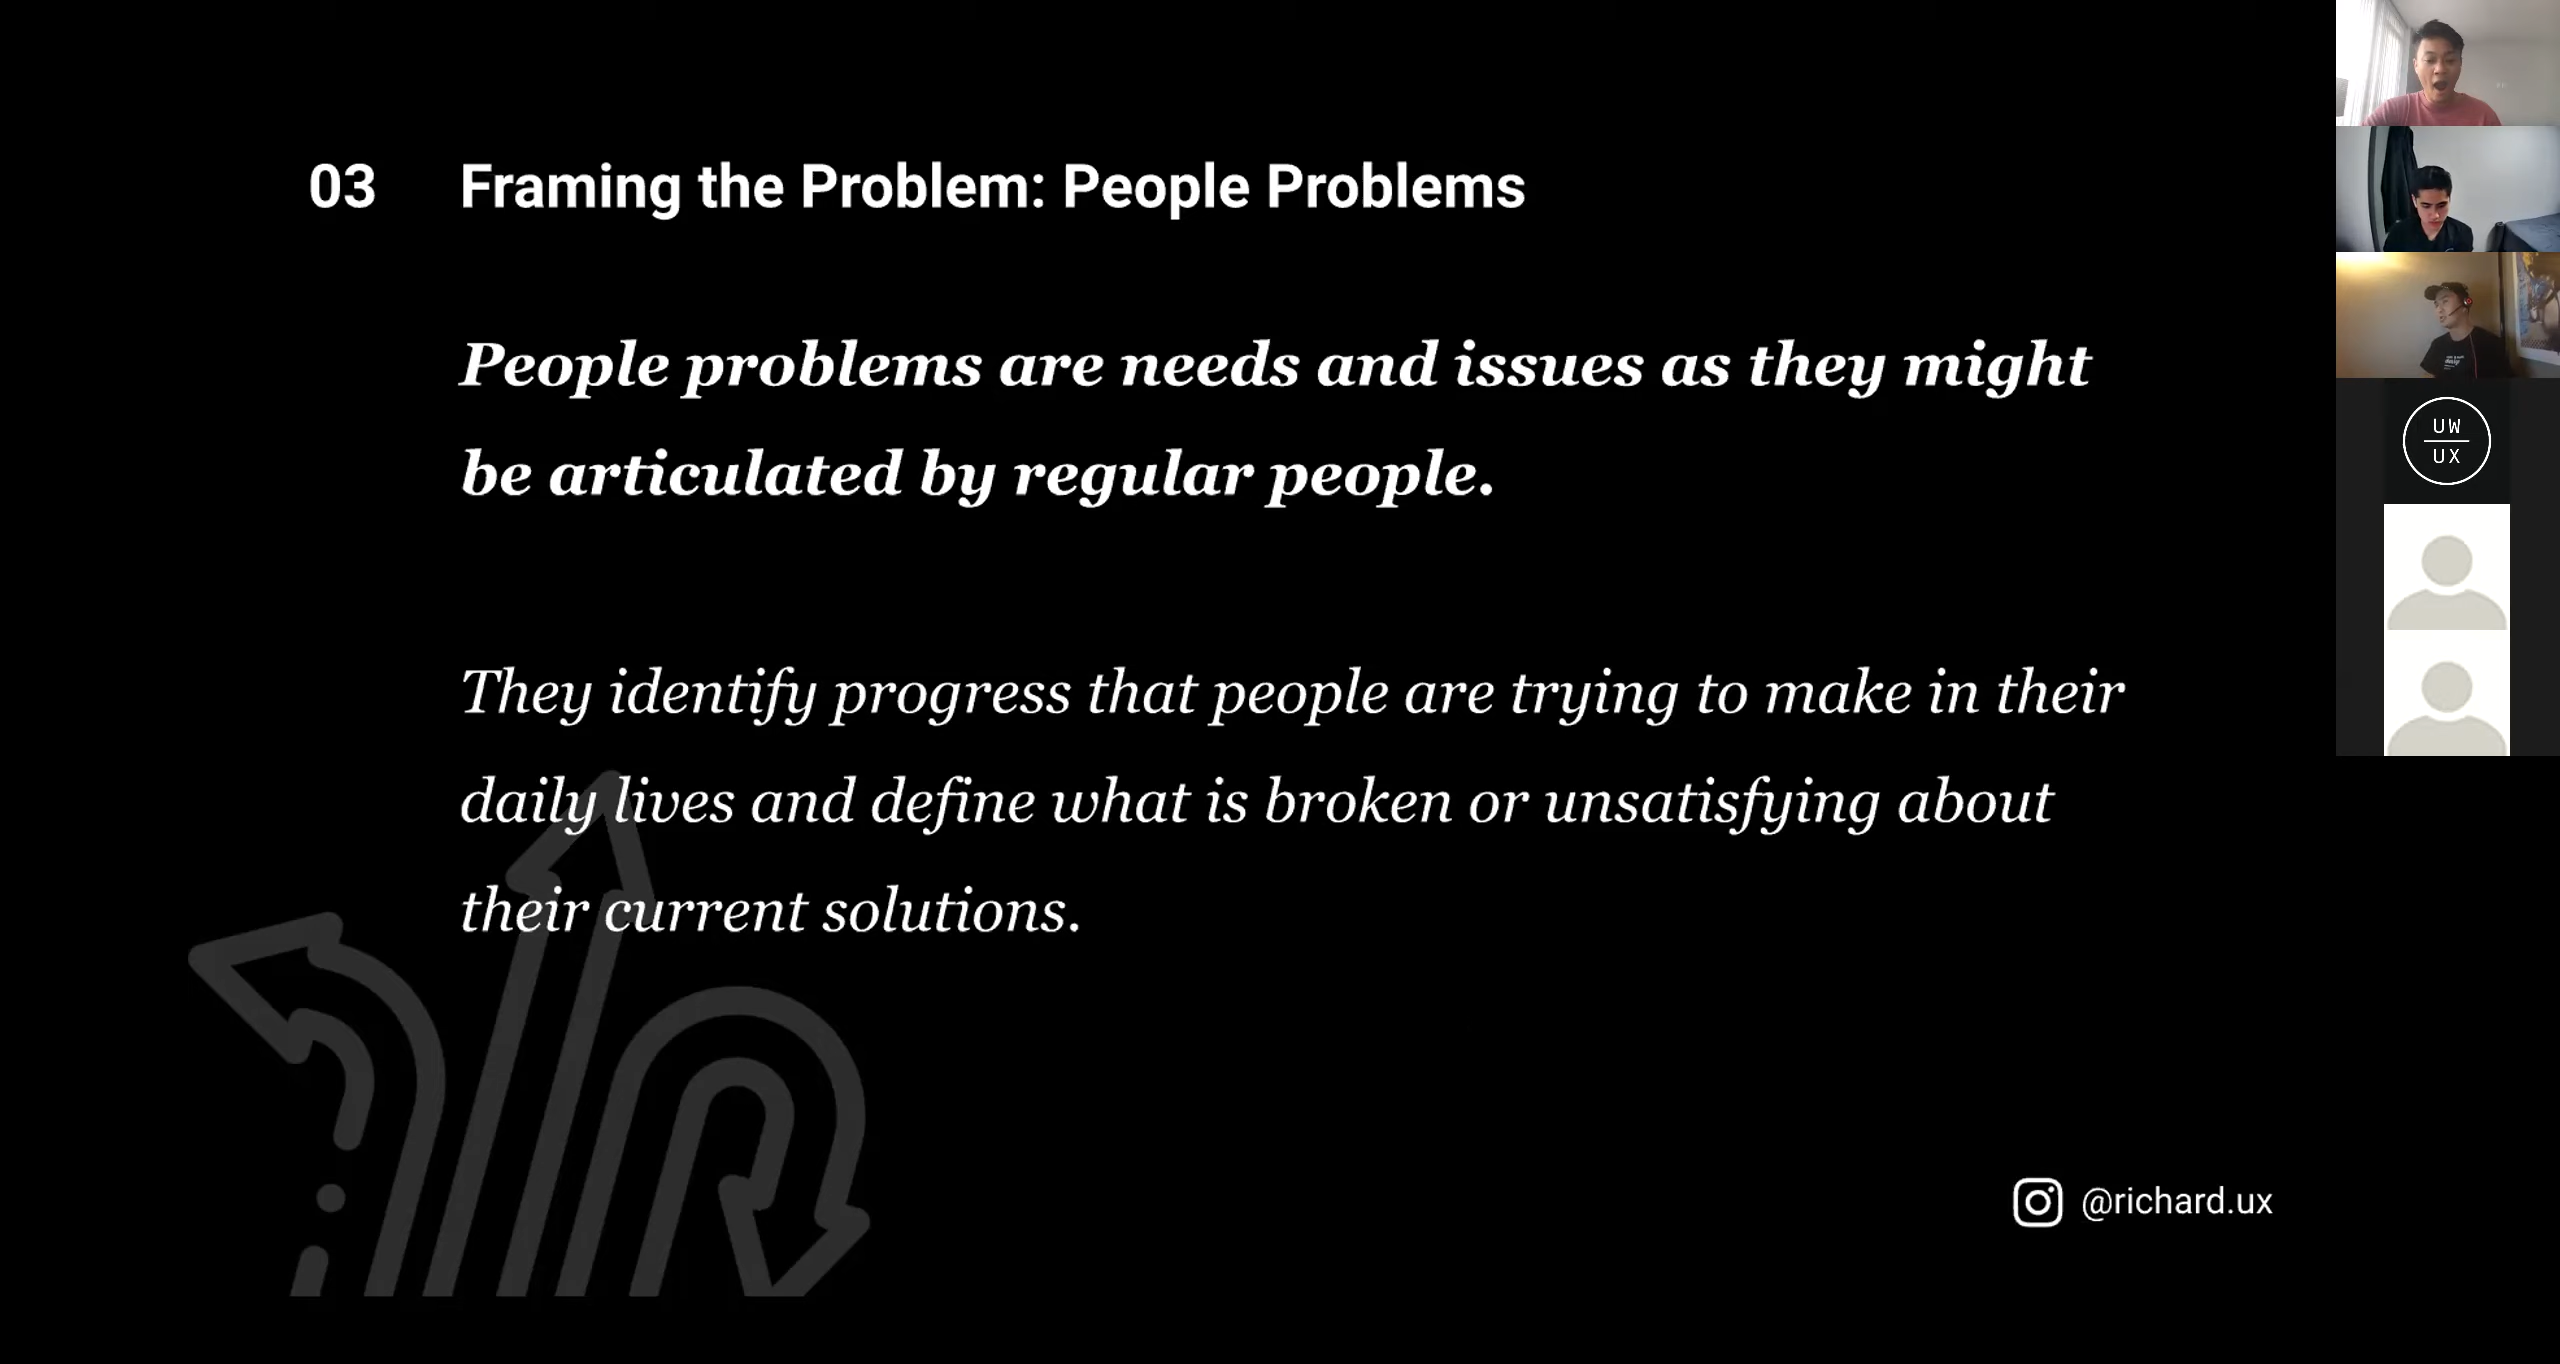 03 Framing the Problem: People Problems
People problems are needs and issues as they might
be articulated by regular people.
They identify progress that people are trying to make in their
daily lives and define what is broken or unsatisfying about
their current solutions.
@richard.ux
UW
UX